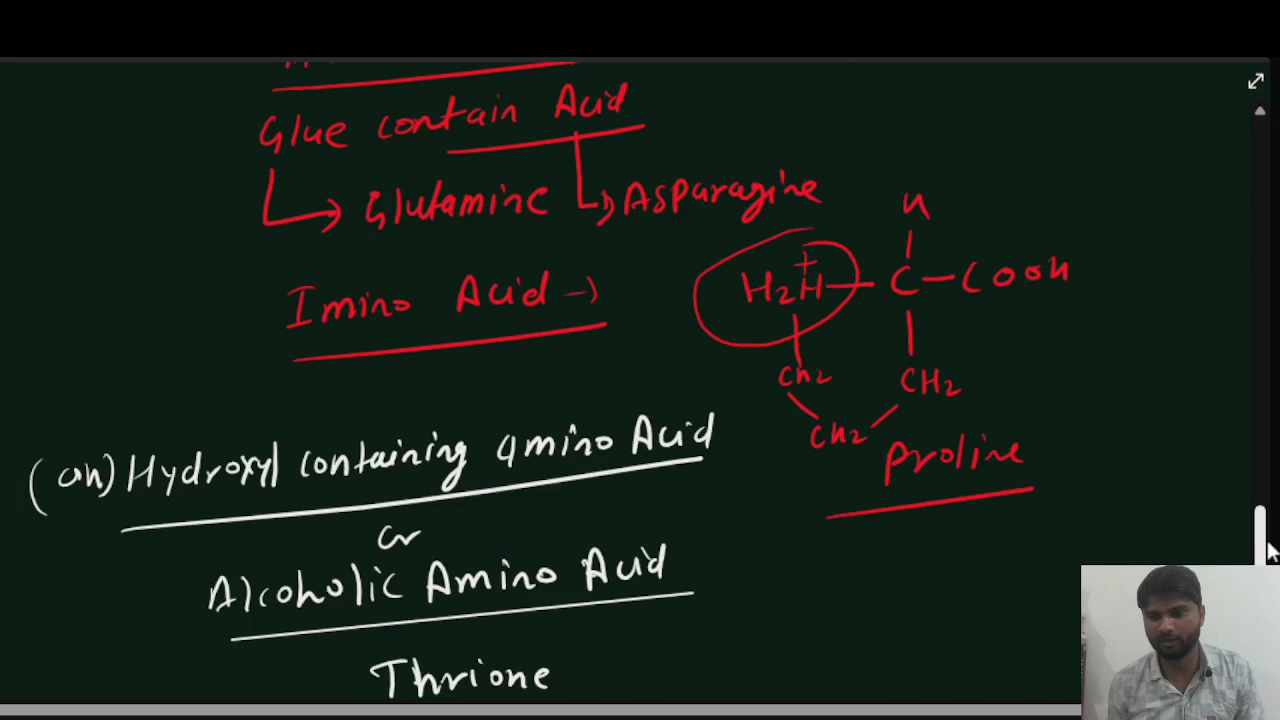 Glue contain Acid
Glutamine Asparagine
H
Imino Acid → H2N+ – C – COOH
CH2 CH2
CH2
Proline
(OH) Hydroxyl containing Amino Acid
or
Alcoholic Amino Acid
Thrione